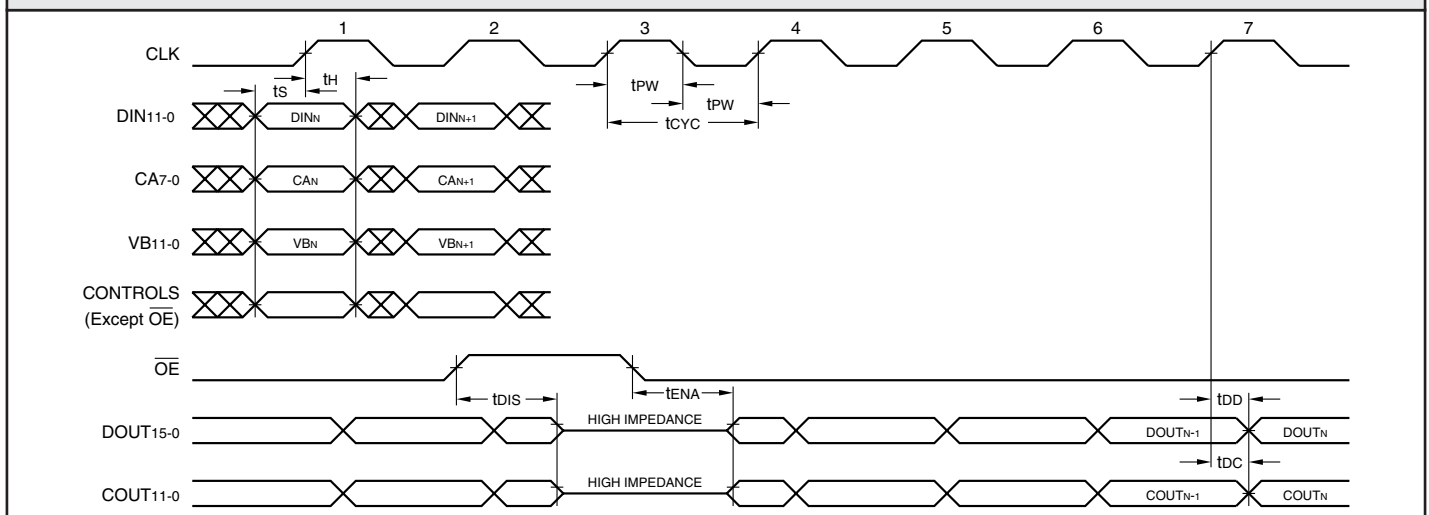 1 2 3 4 5 6 7
CLK
tS tH
tPW
tPW
tCYC
DIN11-0 DINN DINN+1
CA7-0 CAN CAN+1
VB11-0 VBN VBN+1
CONTROLS
(Except O̅E̅)
O̅E̅
tDIS tENA
HIGH IMPEDANCE
tDD
DOUT15-0 DOUTN-1 DOUTN
tDC
HIGH IMPEDANCE
COUT11-0 COUTN-1 COUTN